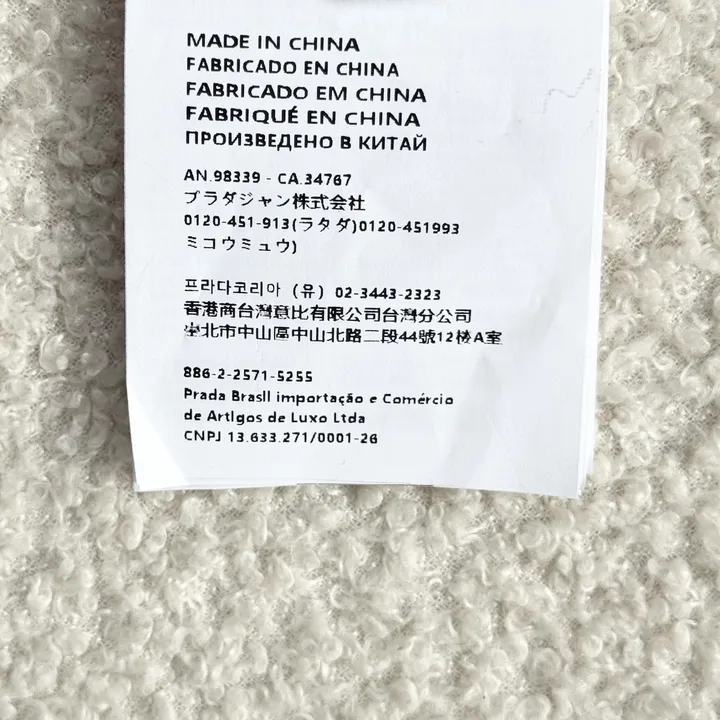 MADE IN CHINA
FABRICADO EN CHINA
FABRICADO EM CHINA
FABRIQUÉ EN CHINA
ПРОИЗВЕДЕНО В КИТАЙ
AN.98339 - CA.34767
プラダジャン株式会社
0120-451-913(ラタダ)0120-451993
ミコウミュウ)
프라다코리아 (유) 02-3443-2323
香港商台灣意比有限公司台灣分公司
北市中山區中山北路二段44號12樓A室
886-2-2571-5255
Prada Brasll importação e Comércio
de Artlgos de Luxo Ltda
CNPJ 13.633.271/0001-26